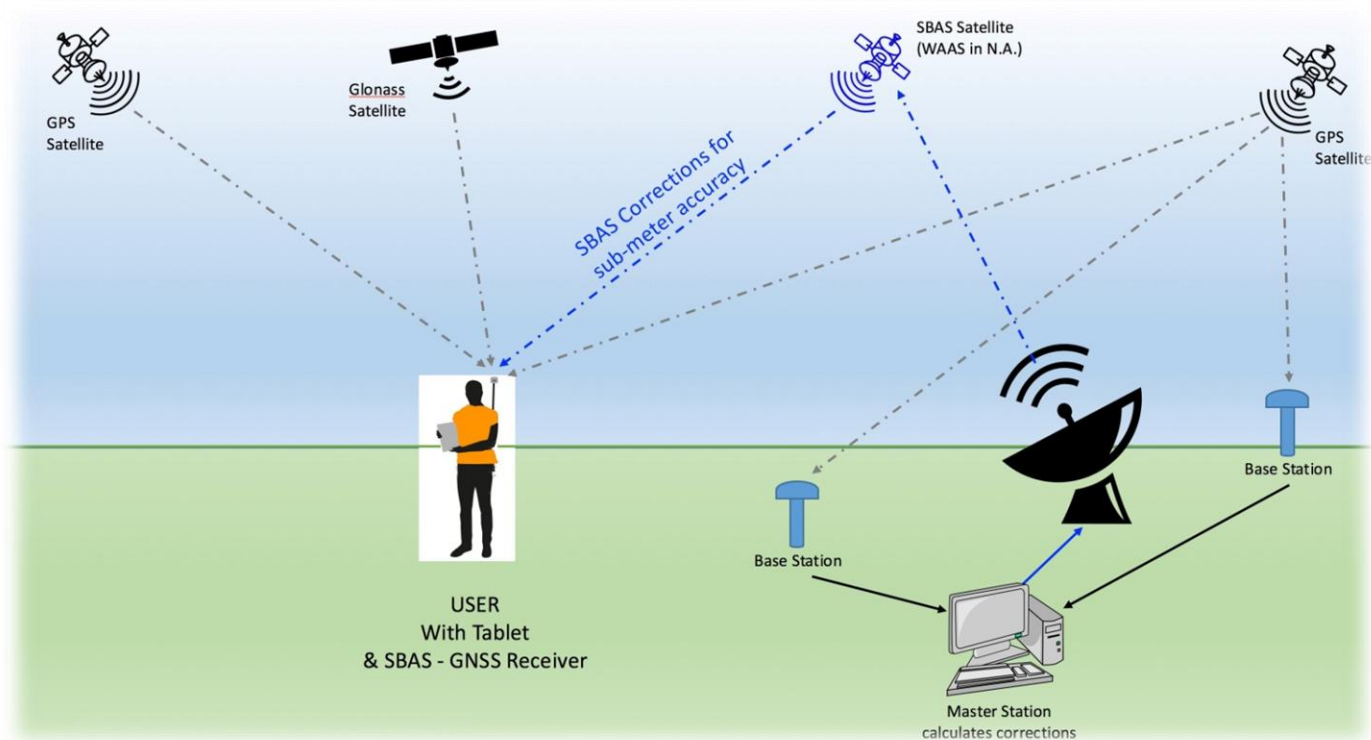 SBAS Satellite
(WAAS in N.A.)
Glonass
Satellite
GPS
Satellite
GPS
Satellite
SBAS Corrections for
sub-meter accuracy
Base Station
Base Station
USER
With Tablet
& SBAS - GNSS Receiver
Master Station
calculates corrections